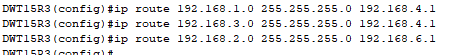 DWT15R3(config)#ip route 192.168.1.0 255.255.255.0 192.168.4.1
DWT15R3(config)#ip route 192.168.3.0 255.255.255.0 192.168.4.1
DWT15R3(config)#ip route 192.168.2.0 255.255.255.0 192.168.6.1
DWT15R3(config)#